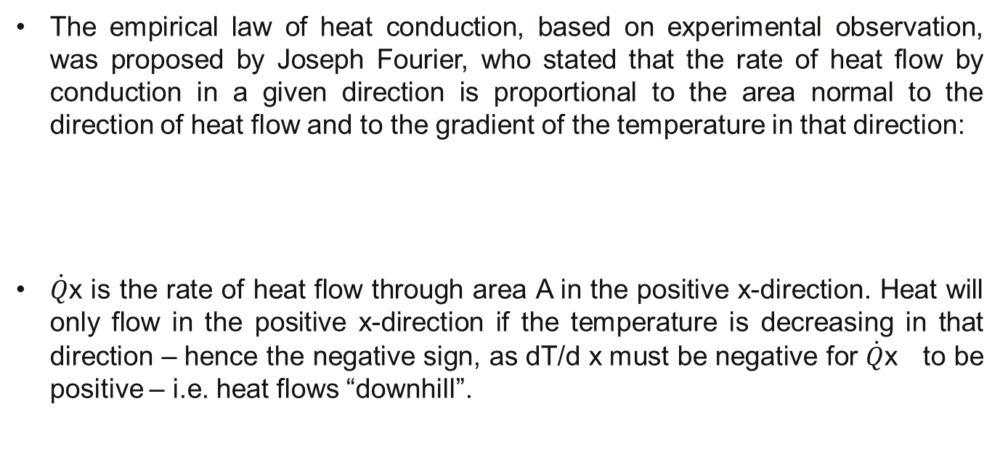 • The empirical law of heat conduction, based on experimental observation,
was proposed by Joseph Fourier, who stated that the rate of heat flow by
conduction in a given direction is proportional to the area normal to the
direction of heat flow and to the gradient of the temperature in that direction:
• Q̇x is the rate of heat flow through area A in the positive x-direction. Heat will
only flow in the positive x-direction if the temperature is decreasing in that
direction – hence the negative sign, as dT/d x must be negative for Q̇x to be
positive – i.e. heat flows “downhill”.